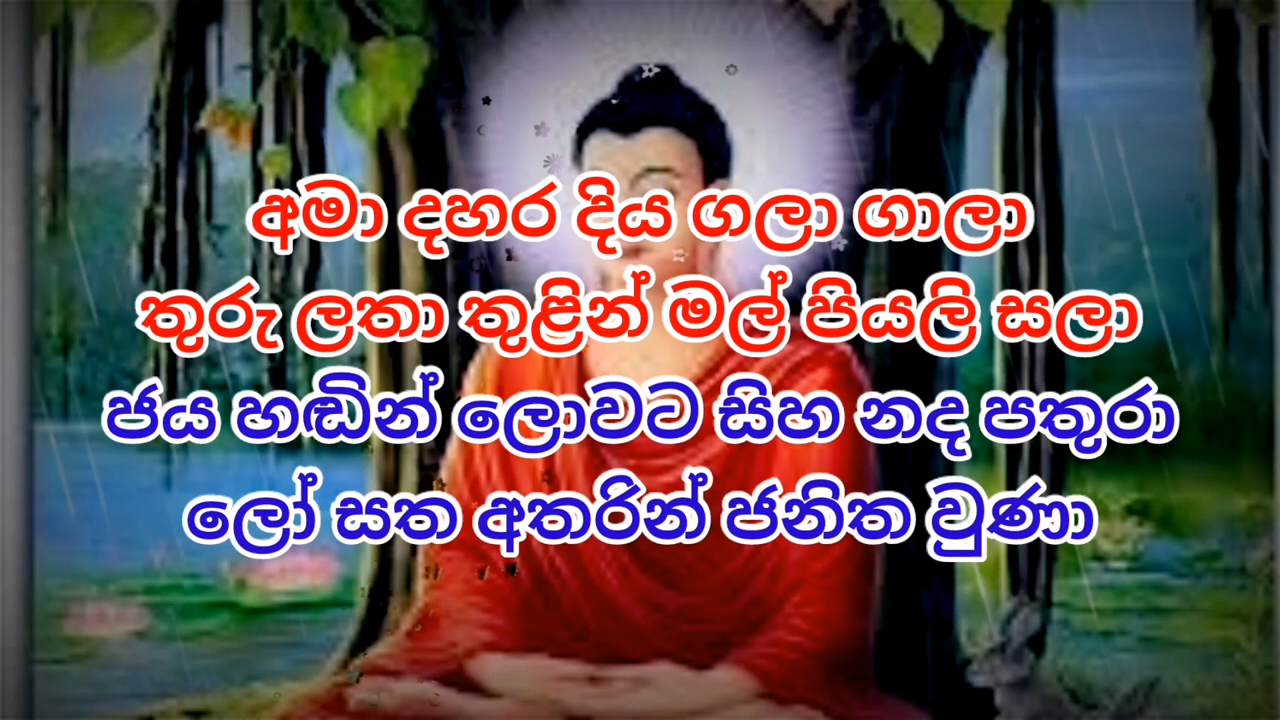 අමා දහර දිය ගලා ගාලා
තුරු ලතා තුළින් මල් පියලි සලා
ජය හඬින් ලොවට සිහ නද පතුරා
ලෝ සත අතරින් ජනිත වුණා